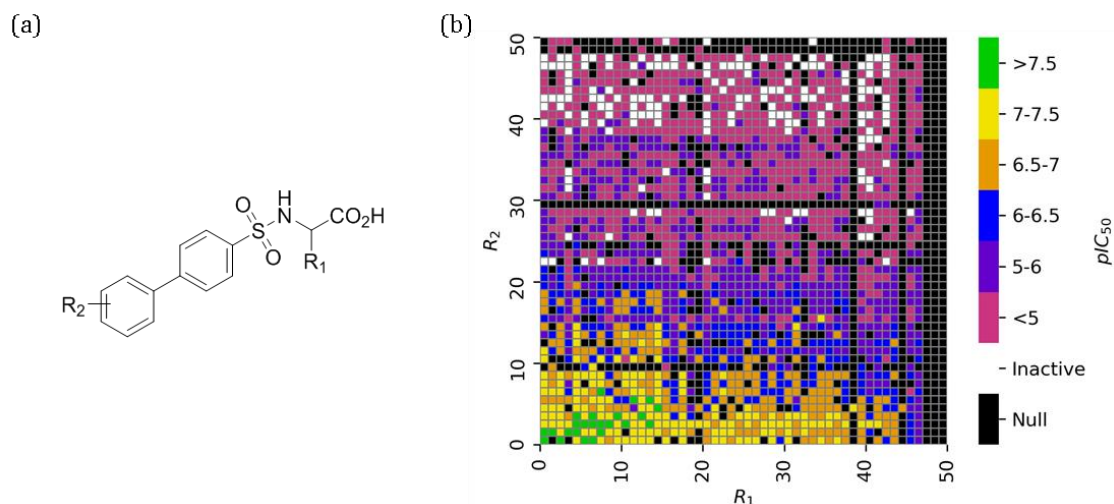 (a)
O
H
N
CO₂H
S
O
R₁
R₂
(b)
50
40
30
20
10
0
R₂
0
10
20
30
40
50
R₁
>7.5
7-7.5
6.5-7
6-6.5
5-6
<5
Inactive
Null
pIC₅₀